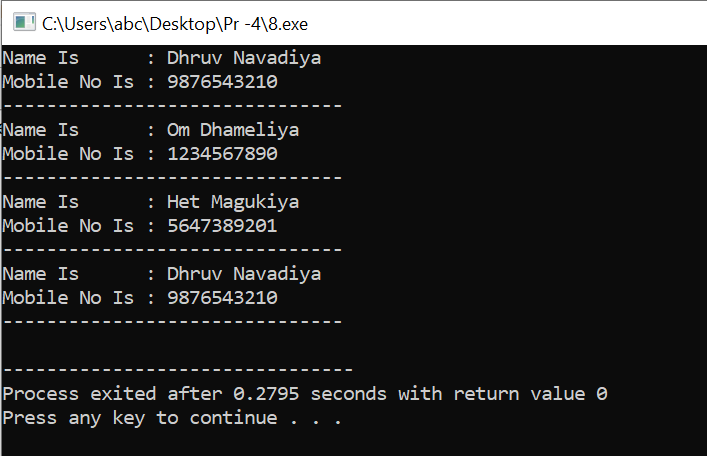 C:\Users\abc\Desktop\Pr -4\8.exe
Name Is      : Dhruv Navadiya
Mobile No Is : 9876543210
-------------------------------
Name Is      : Om Dhameliya
Mobile No Is : 1234567890
-------------------------------
Name Is      : Het Magukiya
Mobile No Is : 5647389201
-------------------------------
Name Is      : Dhruv Navadiya
Mobile No Is : 9876543210
-------------------------------

--------------------------------
Process exited after 0.2795 seconds with return value 0
Press any key to continue . . .